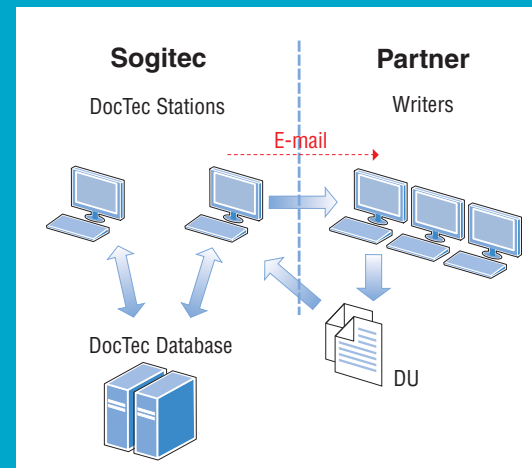 Sogitec
Partner
DocTec Stations
Writers
E-mail
DocTec Database
DU